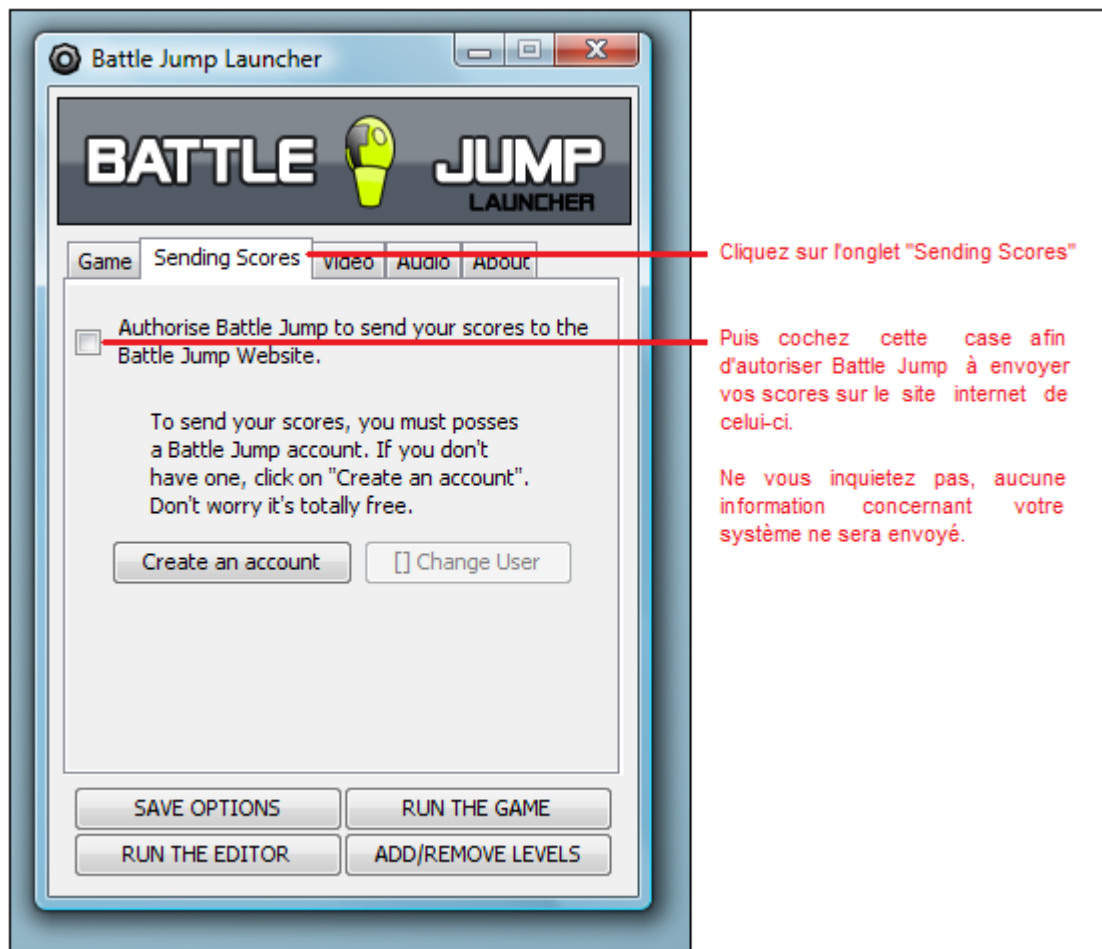 Battle Jump Launcher
BATTLE JUMP
LAUNCHER
Game Sending Scores Video Audio About
Authorise Battle Jump to send your scores to the
Battle Jump Website.
To send your scores, you must posses
a Battle Jump account. If you don't
have one, click on "Create an account".
Don't worry it's totally free.
Create an account [] Change User
SAVE OPTIONS RUN THE GAME
RUN THE EDITOR ADD/REMOVE LEVELS
Cliquez sur l'onglet "Sending Scores"
Puis cochez cette case afin
d'autoriser Battle Jump à envoyer
vos scores sur le site internet de
celui-ci.
Ne vous inquietez pas, aucune
information concernant votre
système ne sera envoyé.